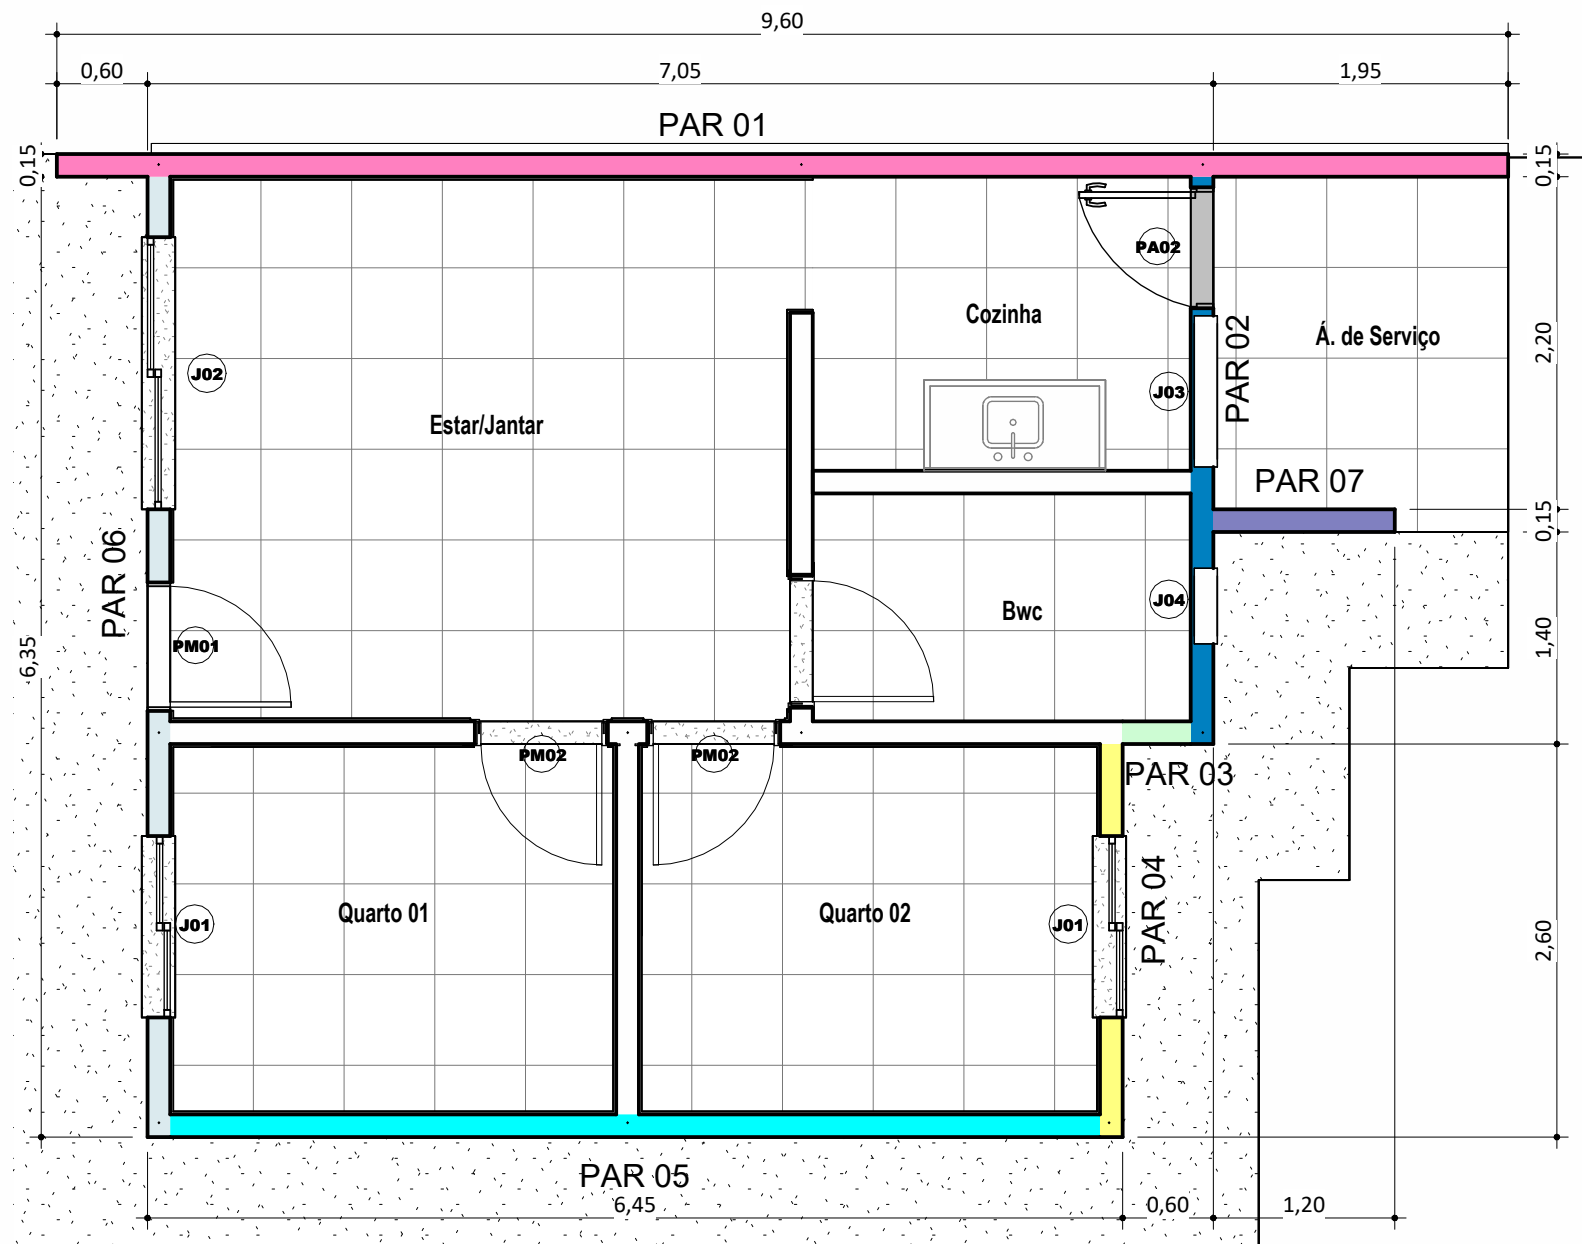 9,60
0,60
7,05
1,95
PAR 01
0,15
0,15
PA02
Cozinha
PAR 02
Á. de Serviço
2,20
J02
J03
Estar/Jantar
PAR 07
0,15
PAR 06
J04
Bwc
PM01
1,40
6,35
PM02
PM02
PAR 03
Quarto 01
Quarto 02
J01
J01
PAR 04
2,60
PAR 05
6,45
0,60
1,20